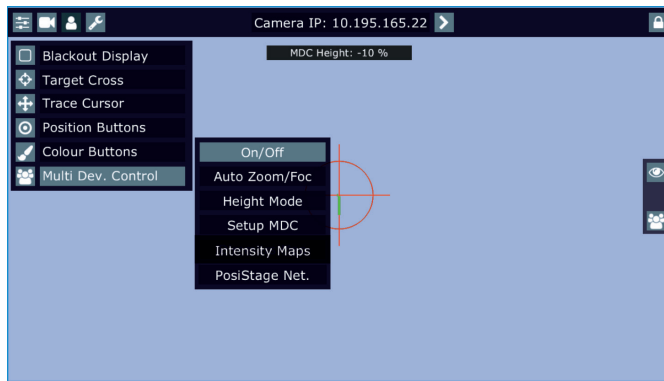 Camera IP: 10.195.165.22
MDC Height: -10 %
Blackout Display
Target Cross
Trace Cursor
Position Buttons
Colour Buttons
Multi Dev. Control
On/Off
Auto Zoom/Foc
Height Mode
Setup MDC
Intensity Maps
PosiStage Net.